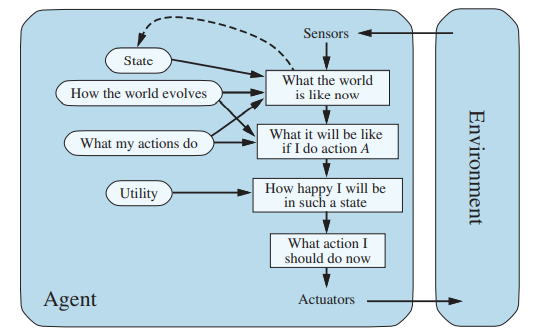 Sensors
State
What the world
is like now
How the world evolves
What it will be like
if I do action A
What my actions do
Utility
How happy I will be
in such a state
What action I
should do now
Agent
Actuators
Environment